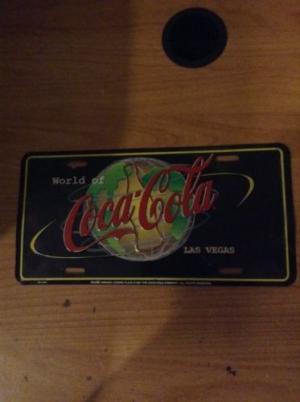 World of
Coca-Cola
LAS VEGAS